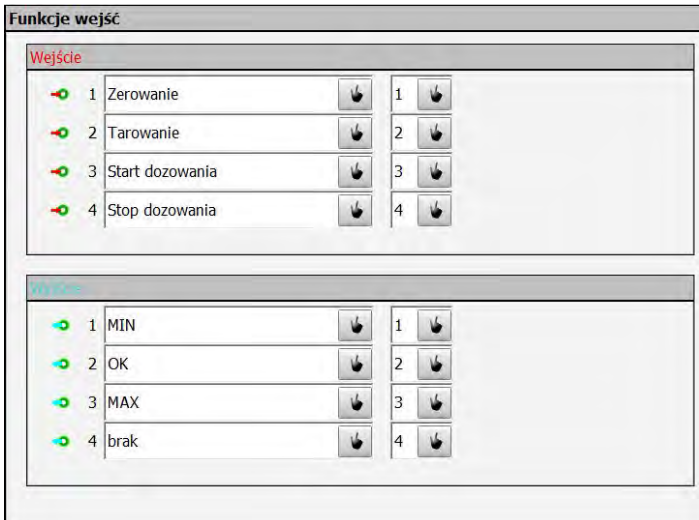 Funkcje wejść
Wejście
1 Zerowanie 1
2 Tarowanie 2
3 Start dozowania 3
4 Stop dozowania 4
1 MIN 1
2 OK 2
3 MAX 3
4 brak 4